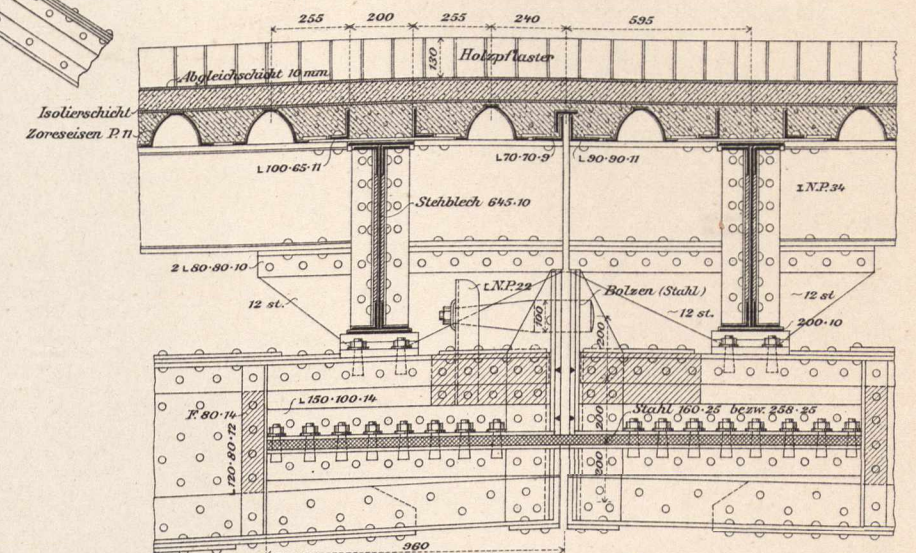 255 200 255 240 595
130
Holzpflaster
Abgleichschicht 10 mm
Isolierschicht
Zoreseisen P. 11
L 100·65·11
L 70·70·9
L 90·90·11
Stehblech 645·10
I N.P. 34
2 L 80·80·10
12 st.
N.P. 22
Bolzen (Stahl)
~12 st.
~12 st
160
200
200·10
F. 80·14
L 150·100·14
L 120·80·12
Stahl 160·25 bezw. 258·25
200
200
960